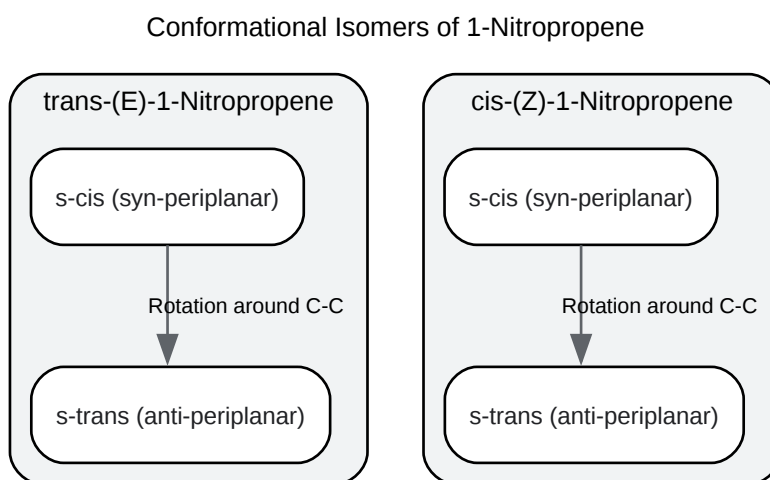 Conformational Isomers of 1-Nitropropene
trans-(E)-1-Nitropropene
s-cis (syn-periplanar)
Rotation around C-C
s-trans (anti-periplanar)
cis-(Z)-1-Nitropropene
s-cis (syn-periplanar)
Rotation around C-C
s-trans (anti-periplanar)